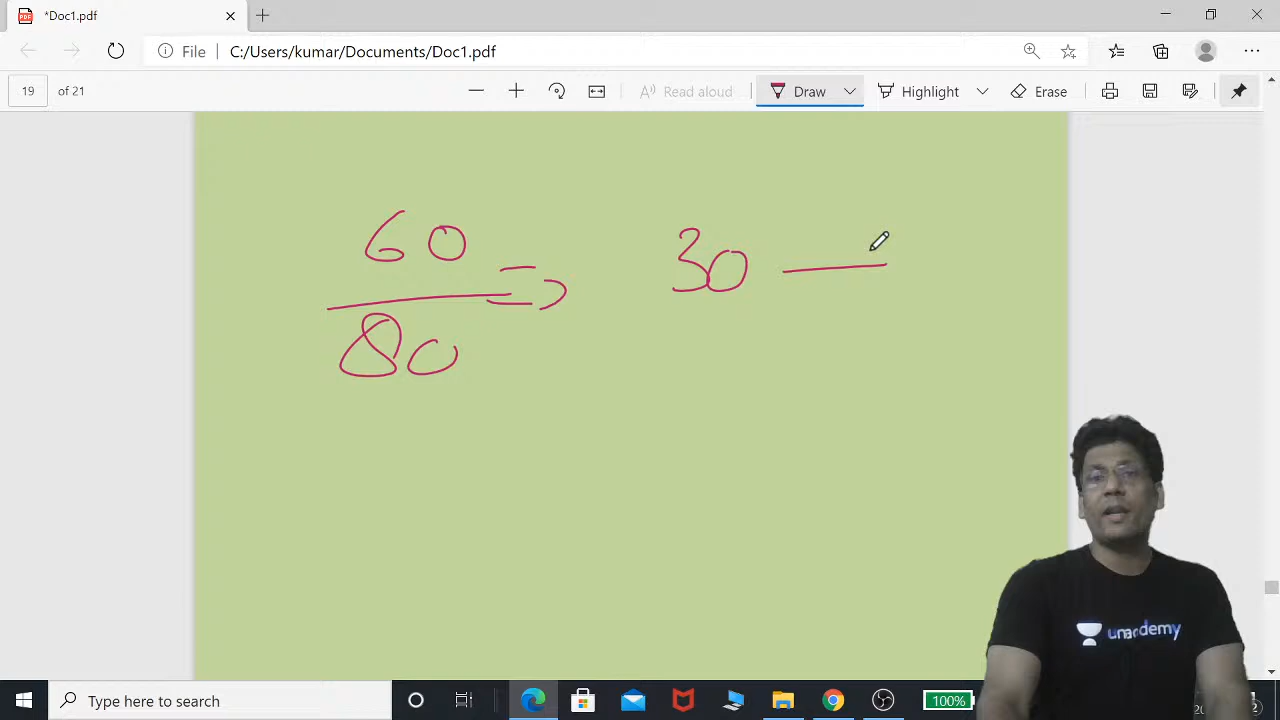 *Doc1.pdf
File C:/Users/kumar/Documents/Doc1.pdf
19 of 21 Read aloud Draw Highlight Erase
60 => 30 —
80
unacademy
Type here to search 100%